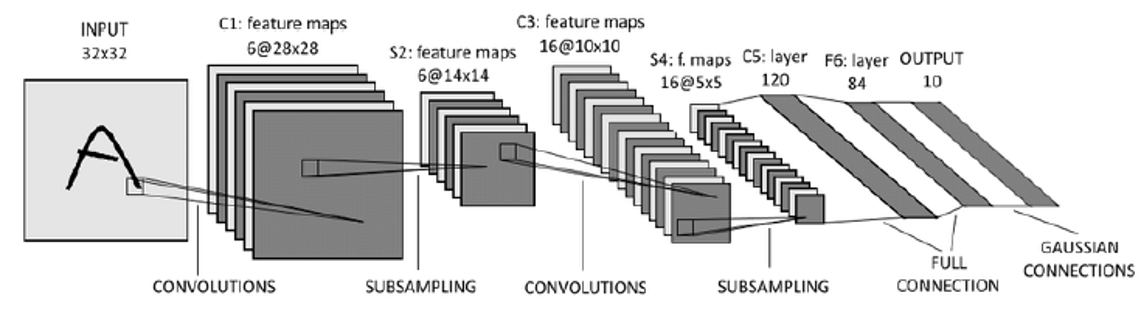 INPUT
32x32
C1: feature maps
6@28x28
S2: feature maps
6@14x14
C3: feature maps
16@10x10
S4: f. maps
16@5x5
C5: layer
120
F6: layer
84
OUTPUT
10
CONVOLUTIONS
SUBSAMPLING
CONVOLUTIONS
SUBSAMPLING
FULL
CONNECTION
GAUSSIAN
CONNECTIONS